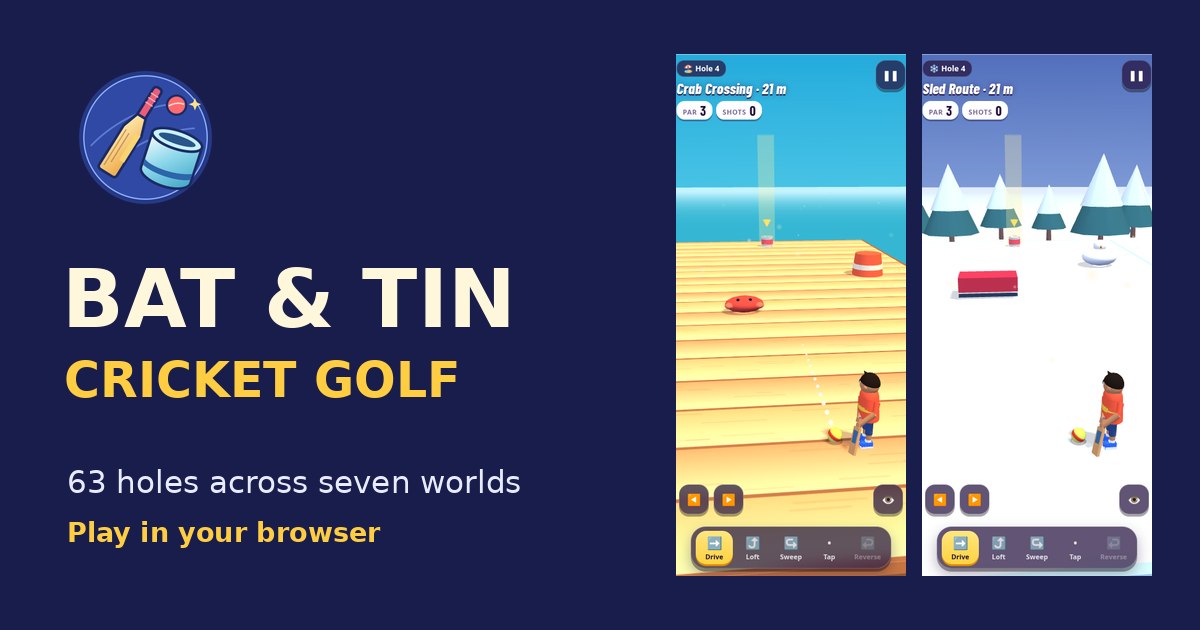 BAT & TIN
CRICKET GOLF
63 holes across seven worlds
Play in your browser
Hole 4
Crab Crossing · 21 m
PAR 3 SHOTS 0
Drive Loft Sweep Tap Reverse
Hole 4
Sled Route · 21 m
PAR 3 SHOTS 0
Drive Loft Sweep Tap Reverse